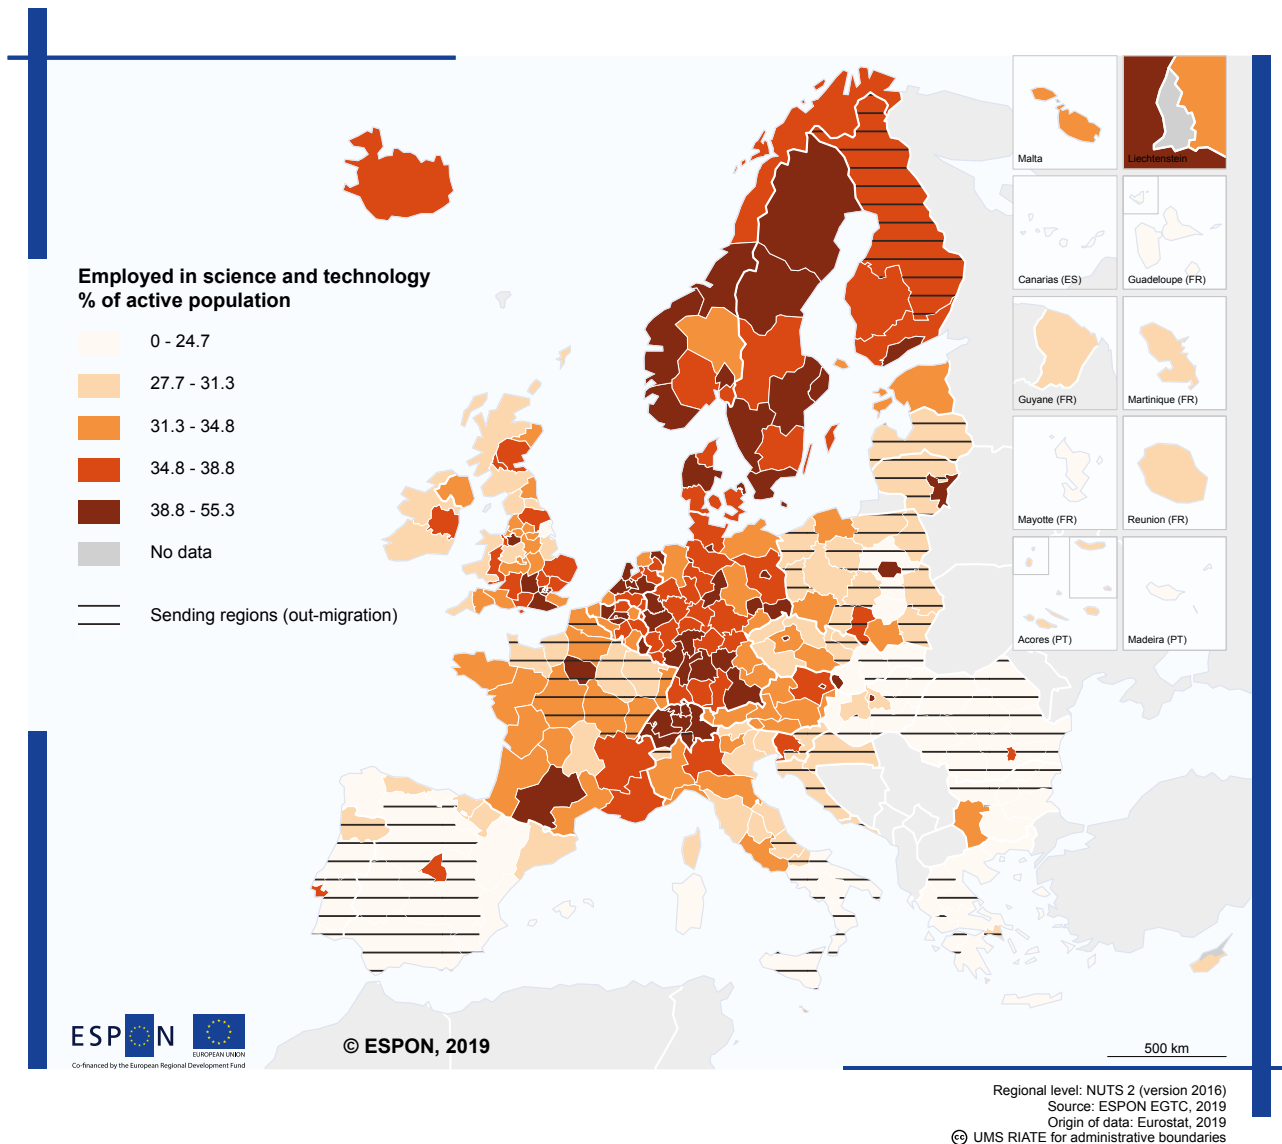 Malta
Liechtenstein
Canarias (ES)
Guadeloupe (FR)
Guyane (FR)
Martinique (FR)
Mayotte (FR)
Reunion (FR)
Acores (PT)
Madeira (PT)
Employed in science and technology
% of active population
0 - 24.7
27.7 - 31.3
31.3 - 34.8
34.8 - 38.8
38.8 - 55.3
No data
Sending regions (out-migration)
ESPON
EUROPEAN UNION
Co-financed by the European Regional Development Fund
© ESPON, 2019
500 km
Regional level: NUTS 2 (version 2016)
Source: ESPON EGTC, 2019
Origin of data: Eurostat, 2019
cc UMS RIATE for administrative boundaries